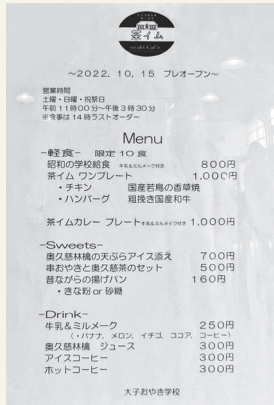 茶イム
oyaki Cafe
～2022. 10. 15 プレオープン～
営業時間
土曜・日曜・祝祭日
午前11時00分～午後3時30分
※食事は14時ラストオーダー
Menu
-軽食- 限定10食
昭和の学校給食 牛乳&ミルメーク付き 800円
茶イム ワンプレート 1,000円
・チキン 国産若鳥の香草焼
・ハンバーグ 粗挽き国産和牛
茶イムカレー プレート 牛乳&ミルメイク付き 1,000円
-Sweets-
奥久慈林檎の天ぷらアイス添え 700円
串おやきと奥久慈茶のセット 500円
昔ながらの揚げパン 160円
・きな粉 or 砂糖
-Drink-
牛乳&ミルメーク 250円
(・バナナ、メロン、イチゴ、ココア、コーヒー)
奥久慈林檎 ジュース 300円
アイスコーヒー 300円
ホットコーヒー 300円
大子おやき学校